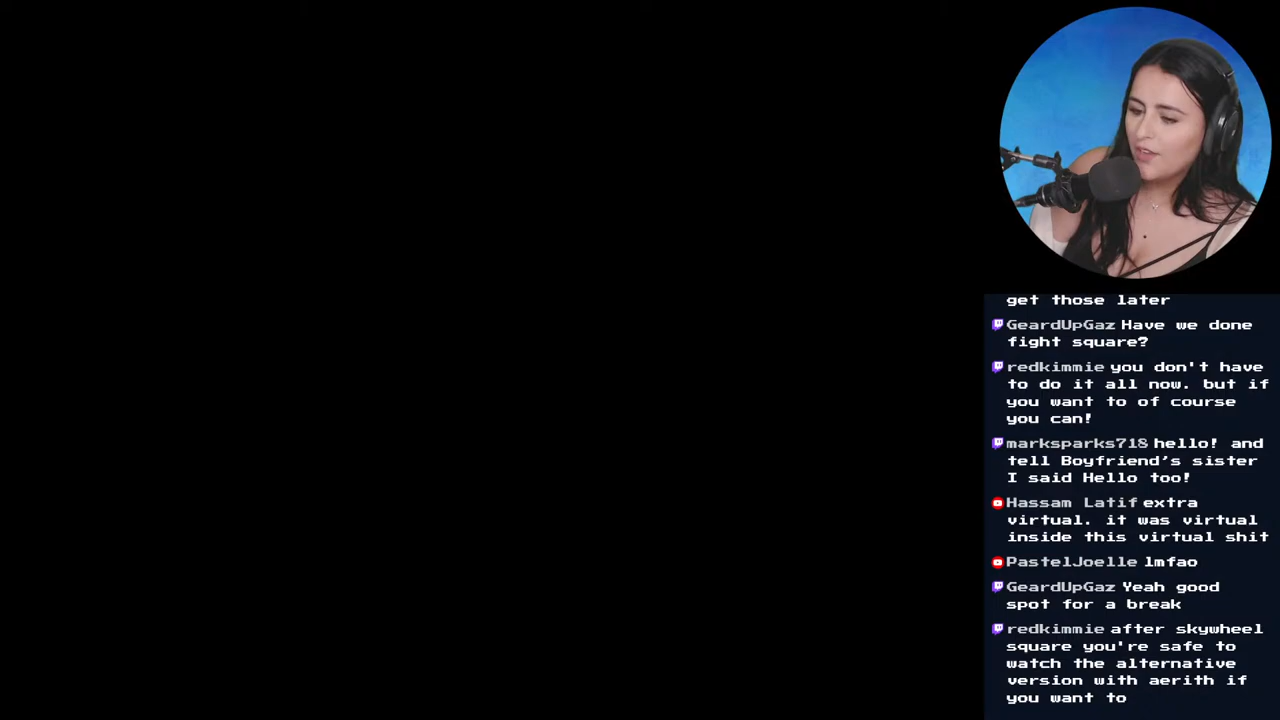 get those later
GeardUpGaz Have we done
fight square?
redkimmie you don't have
to do it all now. but if
you want to of course
you can!
marksparks718 hello! and
tell Boyfriend’s sister
I said Hello too!
Hassam Latif extra
virtual. it was virtual
inside this virtual shit
PastelJoelle lmfao
GeardUpGaz Yeah good
spot for a break
redkimmie after skywheel
square you're safe to
watch the alternative
version with aerith if
you want to